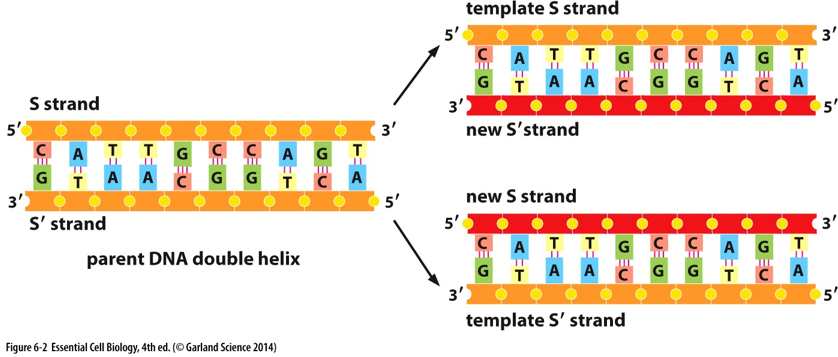 S strand
5′ 3′
C A T T G C C A G T
G T A A C G G T C A
3′ 5′
S′ strand
parent DNA double helix
template S strand
5′ 3′
C A T T G C C A G T
G T A A C G G T C A
3′ 5′
new S′strand
new S strand
5′ 3′
C A T T G C C A G T
G T A A C G G T C A
3′ 5′
template S′ strand
Figure 6-2 Essential Cell Biology, 4th ed. (© Garland Science 2014)